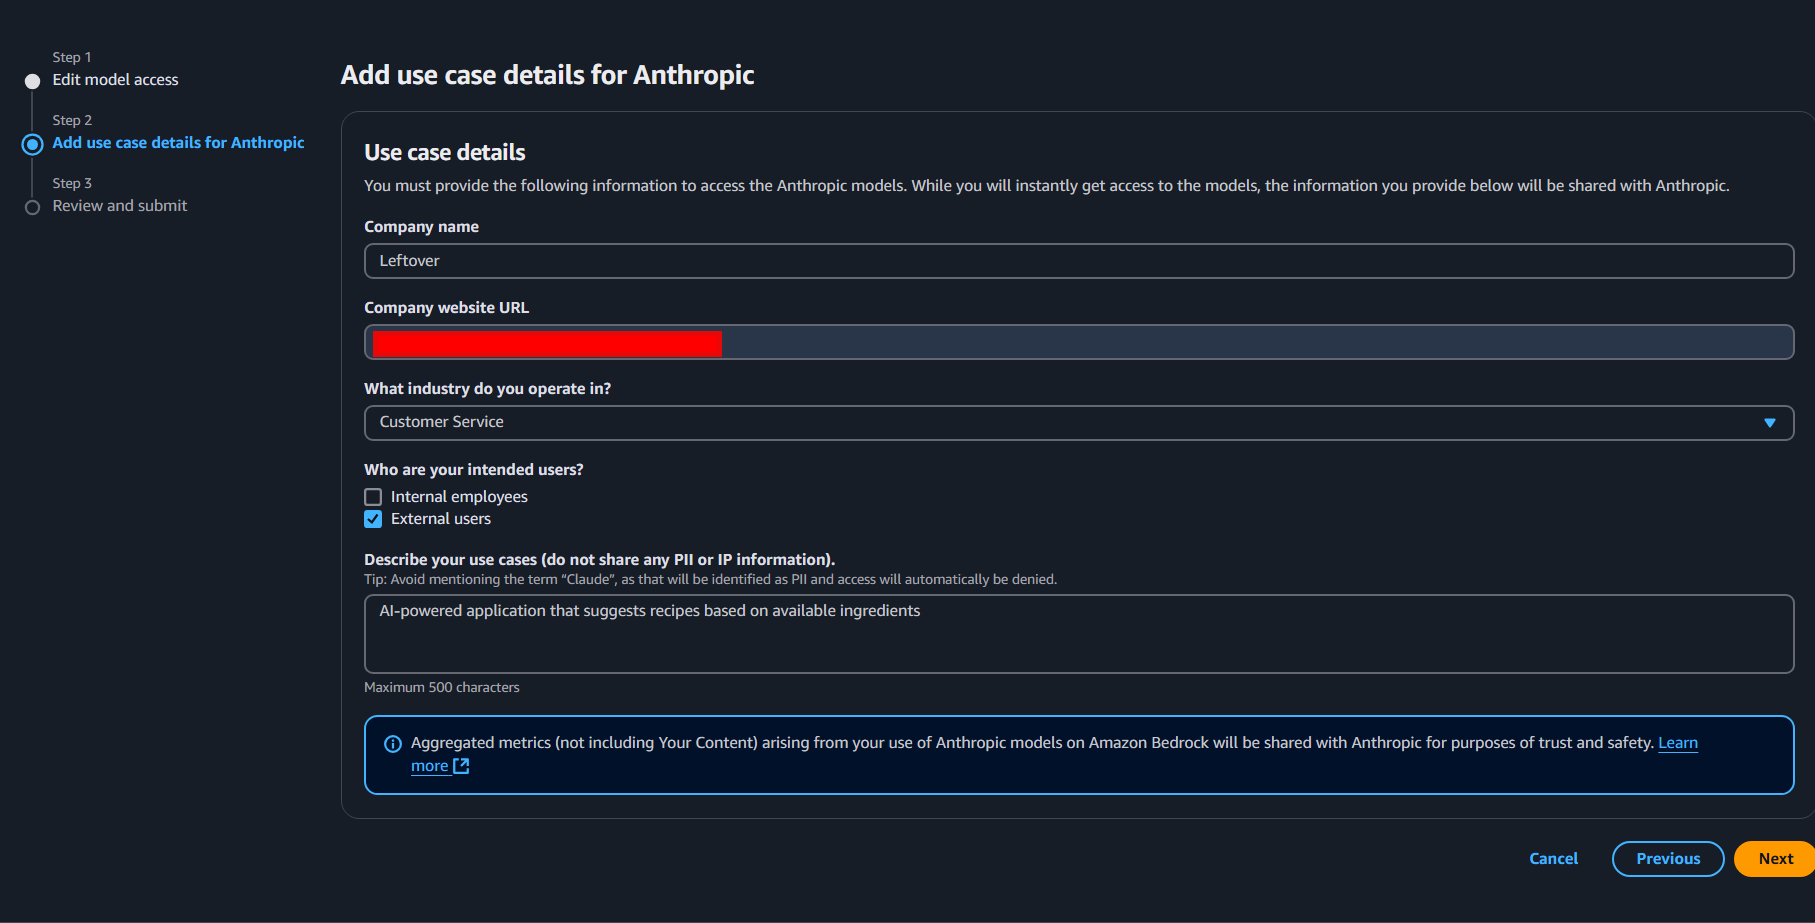 Step 1
Edit model access
Step 2
Add use case details for Anthropic
Step 3
Review and submit
Add use case details for Anthropic
Use case details
You must provide the following information to access the Anthropic models. While you will instantly get access to the models, the information you provide below will be shared with Anthropic.
Company name
Leftover
Company website URL
What industry do you operate in?
Customer Service
Who are your intended users?
Internal employees
External users
Describe your use cases (do not share any PII or IP information).
Tip: Avoid mentioning the term “Claude”, as that will be identified as PII and access will automatically be denied.
AI-powered application that suggests recipes based on available ingredients
Maximum 500 characters
Aggregated metrics (not including Your Content) arising from your use of Anthropic models on Amazon Bedrock will be shared with Anthropic for purposes of trust and safety. Learn
more
Cancel
Previous
Next